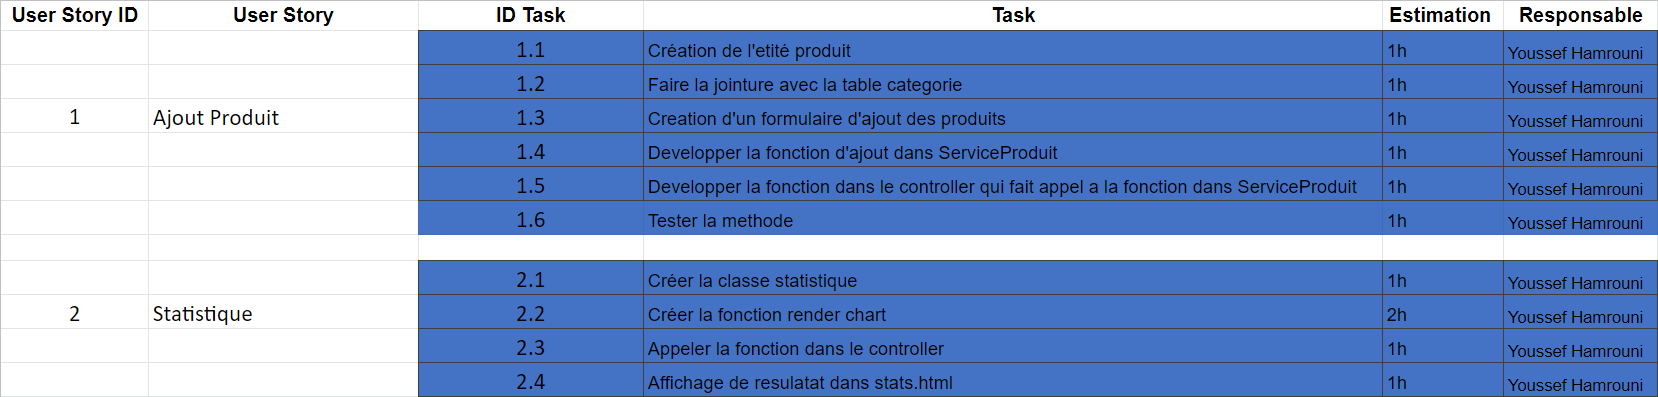 User Story ID User Story ID Task Task Estimation Responsable
1.1 Création de l'etité produit 1h Youssef Hamrouni
1.2 Faire la jointure avec la table categorie 1h Youssef Hamrouni
1 Ajout Produit 1.3 Creation d'un formulaire d'ajout des produits 1h Youssef Hamrouni
1.4 Developper la fonction d'ajout dans ServiceProduit 1h Youssef Hamrouni
1.5 Developper la fonction dans le controller qui fait appel a la fonction dans ServiceProduit 1h Youssef Hamrouni
1.6 Tester la methode 1h Youssef Hamrouni
2.1 Créer la classe statistique 1h Youssef Hamrouni
2 Statistique 2.2 Créer la fonction render chart 2h Youssef Hamrouni
2.3 Appeler la fonction dans le controller 1h Youssef Hamrouni
2.4 Affichage de resulatat dans stats.html 1h Youssef Hamrouni